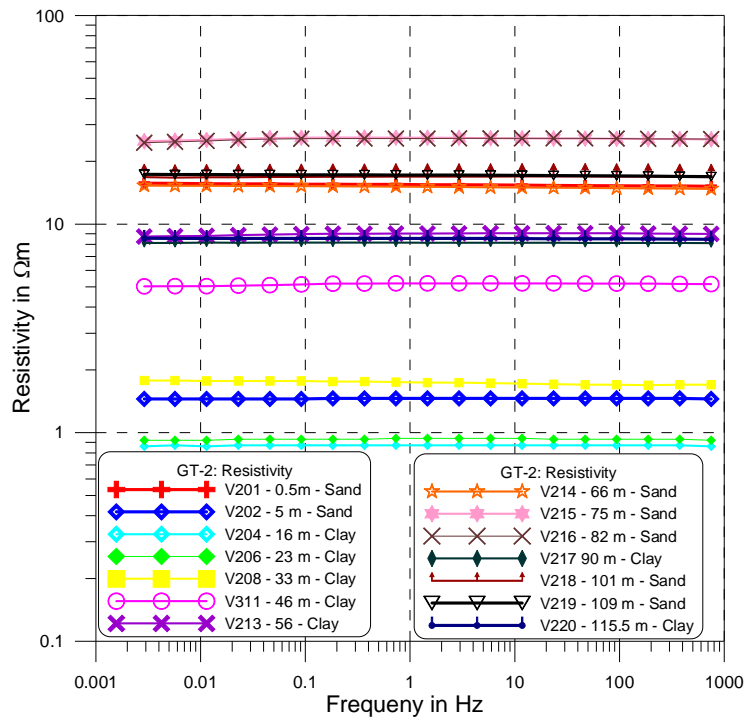 100
10
1
0.1
Resistivity in Ωm
GT-2: Resistivity
V201 - 0.5m - Sand
V202 - 5 m - Sand
V204 - 16 m - Clay
V206 - 23 m - Clay
V208 - 33 m - Clay
V311 - 46 m - Clay
V213 - 56 - Clay
GT-2: Resistivity
V214 - 66 m - Sand
V215 - 75 m - Sand
V216 - 82 m - Sand
V217 90 m - Clay
V218 - 101 m - Sand
V219 - 109 m - Sand
V220 - 115.5 m - Clay
0.001 0.01 0.1 1 10 100 1000
Frequeny in Hz